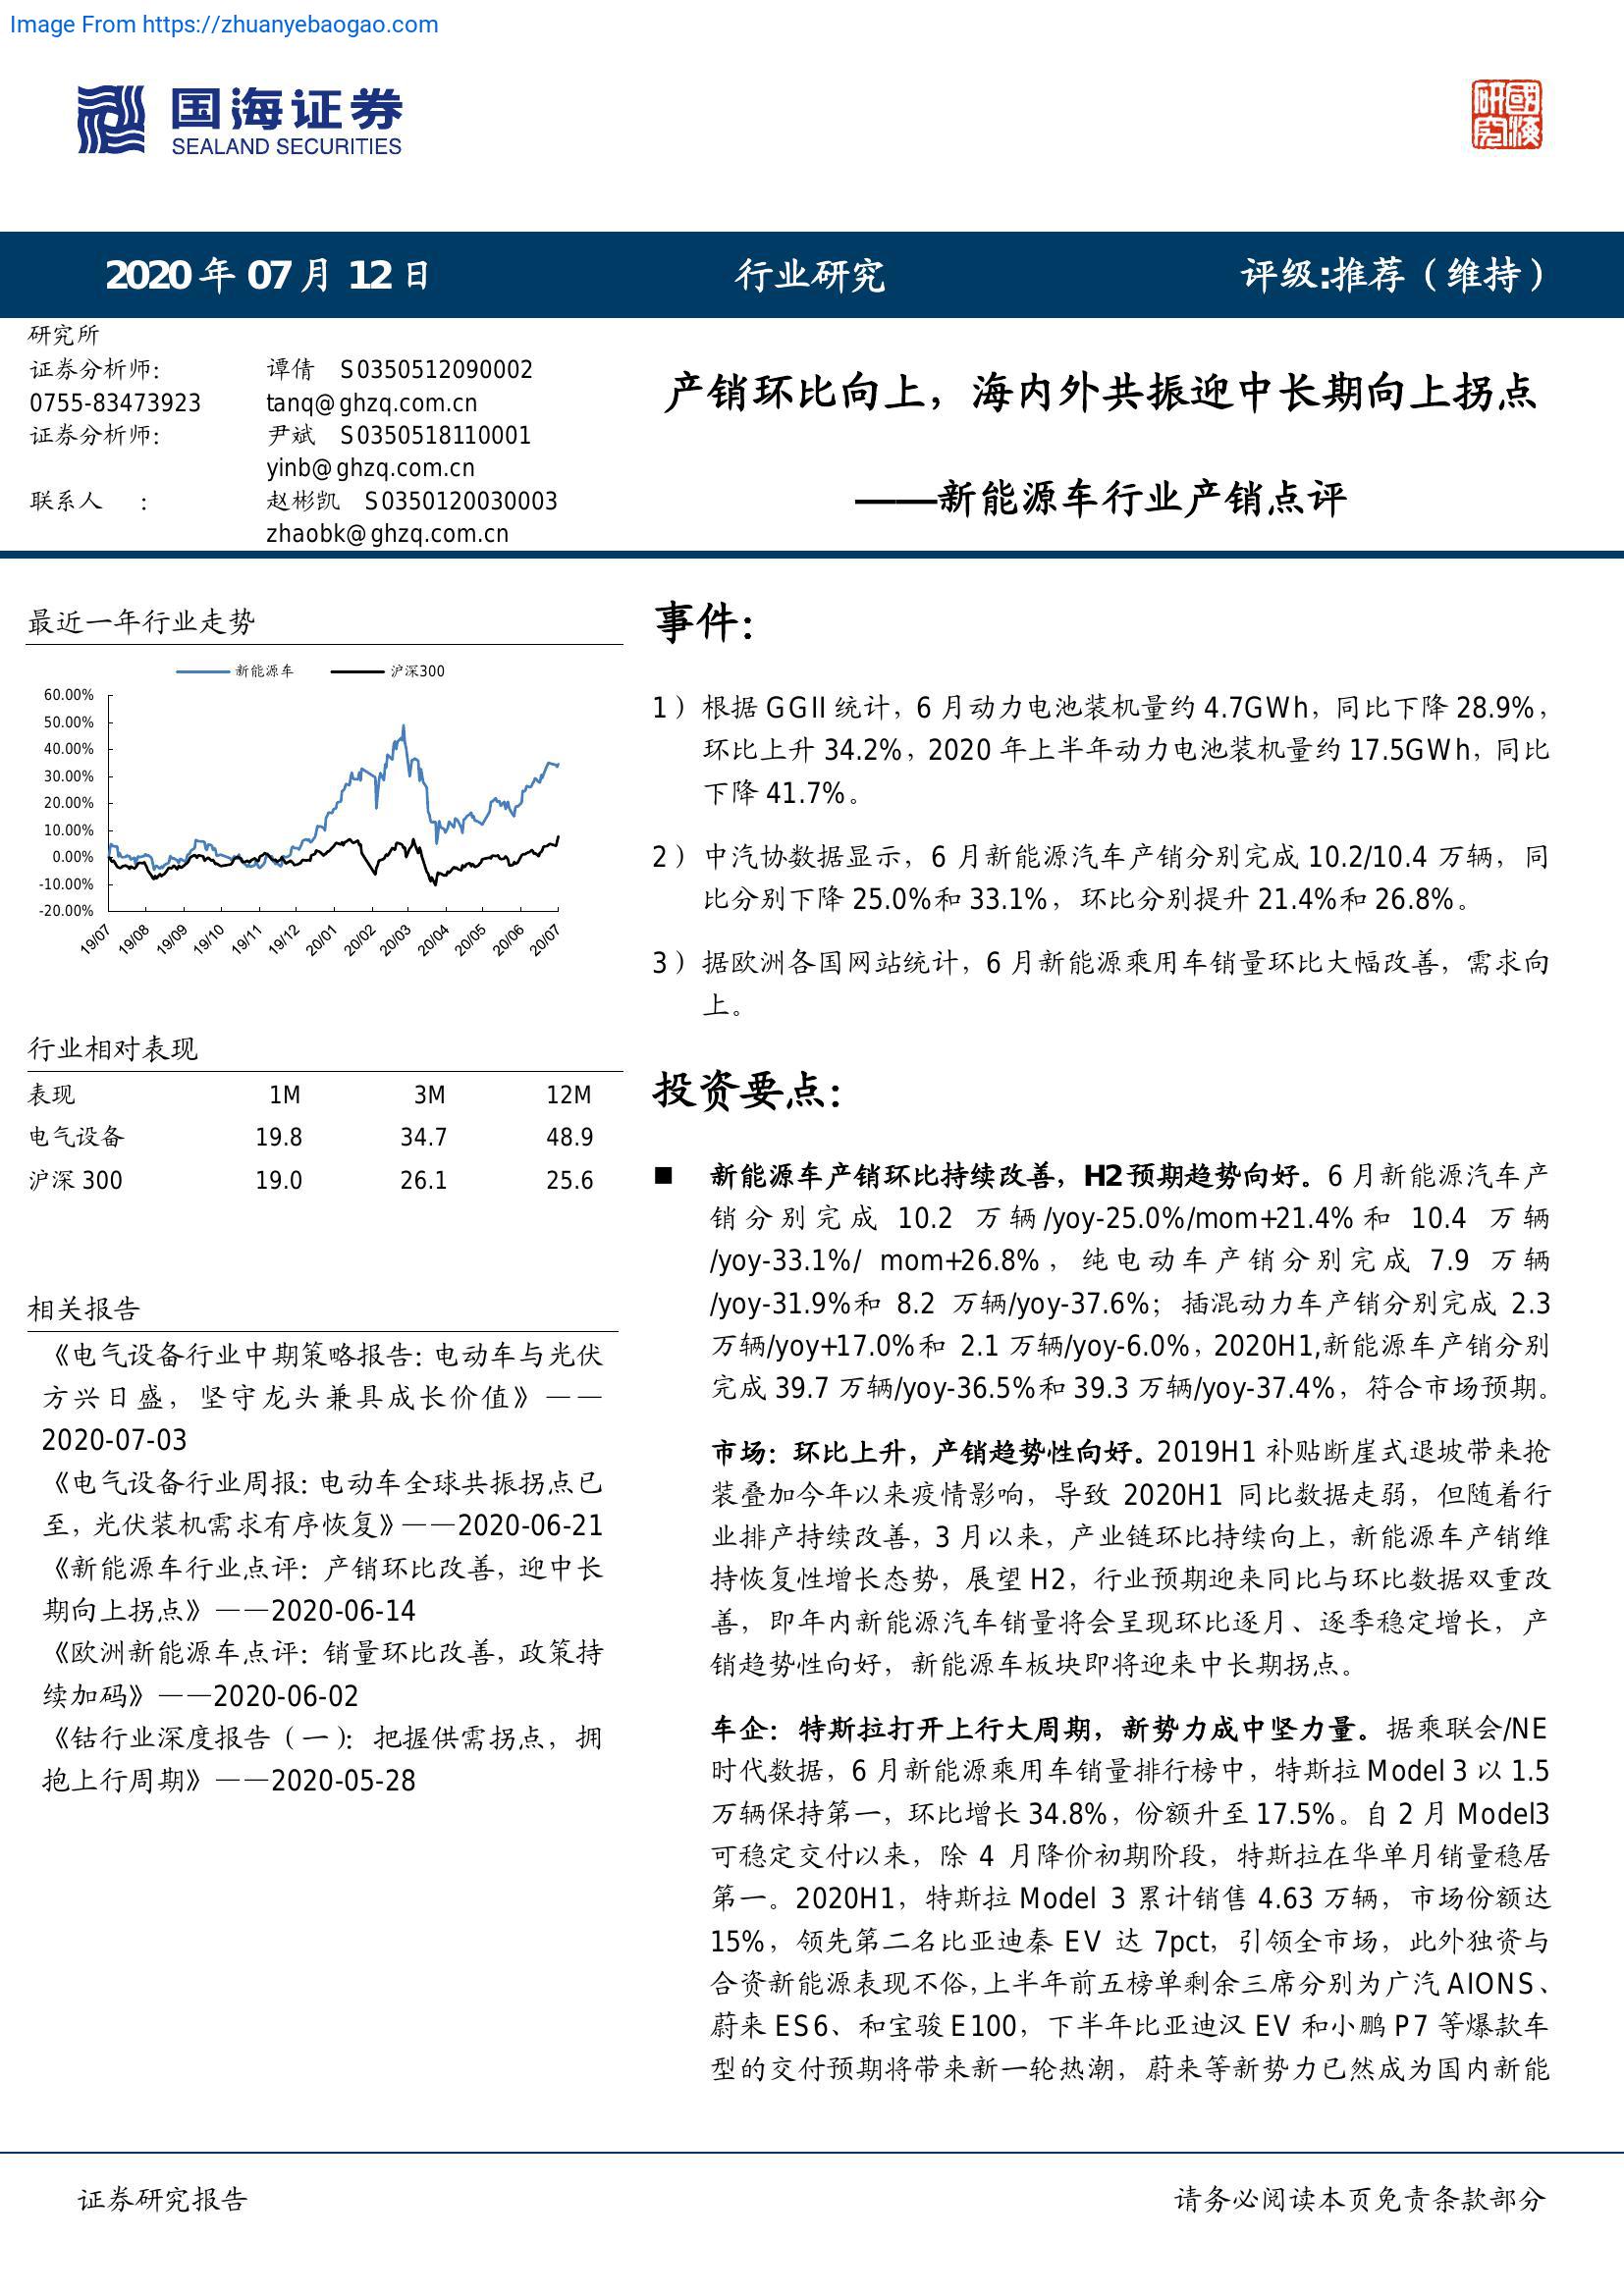 Image From https://zhuanyebaogao.com
国海证券
SEALAND SECURITIES
研究
國海
2020 年 07 月 12 日
行业研究
评级:推荐（维持）
研究所
证券分析师： 谭倩 S0350512090002
0755-83473923 tanq@ghzq.com.cn
证券分析师： 尹斌 S0350518110001
yinb@ghzq.com.cn
联系人 ： 赵彬凯 S0350120030003
zhaobk@ghzq.com.cn
产销环比向上，海内外共振迎中长期向上拐点
——新能源车行业产销点评
最近一年行业走势
新能源车 沪深300
60.00%
50.00%
40.00%
30.00%
20.00%
10.00%
0.00%
-10.00%
-20.00%
19/07 19/08 19/09 19/10 19/11 19/12 20/01 20/02 20/03 20/04 20/05 20/06 20/07
行业相对表现
表现 1M 3M 12M
电气设备 19.8 34.7 48.9
沪深 300 19.0 26.1 25.6
相关报告
《电气设备行业中期策略报告：电动车与光伏
方兴日盛，坚守龙头兼具成长价值》——
2020-07-03
《电气设备行业周报：电动车全球共振拐点已
至，光伏装机需求有序恢复》——2020-06-21
《新能源车行业点评：产销环比改善，迎中长
期向上拐点》——2020-06-14
《欧洲新能源车点评：销量环比改善，政策持
续加码》——2020-06-02
《钴行业深度报告（一）：把握供需拐点，拥
抱上行周期》——2020-05-28
事件：
1）根据 GGII 统计，6 月动力电池装机量约 4.7GWh，同比下降 28.9%，
环比上升 34.2%，2020 年上半年动力电池装机量约 17.5GWh，同比
下降 41.7%。
2）中汽协数据显示，6 月新能源汽车产销分别完成 10.2/10.4 万辆，同
比分别下降 25.0%和 33.1%，环比分别提升 21.4%和 26.8%。
3）据欧洲各国网站统计，6 月新能源乘用车销量环比大幅改善，需求向
上。
投资要点：
■ 新能源车产销环比持续改善，H2 预期趋势向好。6 月新能源汽车产
销分别完成 10.2 万辆/yoy-25.0%/mom+21.4%和 10.4 万辆
/yoy-33.1%/ mom+26.8%，纯电动车产销分别完成 7.9 万辆
/yoy-31.9%和 8.2 万辆/yoy-37.6%；插混动力车产销分别完成 2.3
万辆/yoy+17.0%和 2.1 万辆/yoy-6.0%，2020H1,新能源车产销分别
完成 39.7 万辆/yoy-36.5%和 39.3 万辆/yoy-37.4%，符合市场预期。
市场：环比上升，产销趋势性向好。2019H1 补贴断崖式退坡带来抢
装叠加今年以来疫情影响，导致 2020H1 同比数据走弱，但随着行
业排产持续改善，3 月以来，产业链环比持续向上，新能源车产销维
持恢复性增长态势，展望 H2，行业预期迎来同比与环比数据双重改
善，即年内新能源汽车销量将会呈现环比逐月、逐季稳定增长，产
销趋势性向好，新能源车板块即将迎来中长期拐点。
车企：特斯拉打开上行大周期，新势力成中坚力量。据乘联会/NE
时代数据，6 月新能源乘用车销量排行榜中，特斯拉 Model 3 以 1.5
万辆保持第一，环比增长 34.8%，份额升至 17.5%。自 2 月 Model3
可稳定交付以来，除 4 月降价初期阶段，特斯拉在华单月销量稳居
第一。2020H1，特斯拉 Model 3 累计销售 4.63 万辆，市场份额达
15%，领先第二名比亚迪秦 EV 达 7pct，引领全市场，此外独资与
合资新能源表现不俗，上半年前五榜单剩余三席分别为广汽 AIONS、
蔚来 ES6、和宝骏 E100，下半年比亚迪汉 EV 和小鹏 P7 等爆款车
型的交付预期将带来新一轮热潮，蔚来等新势力已然成为国内新能
证券研究报告
请务必阅读本页免责条款部分